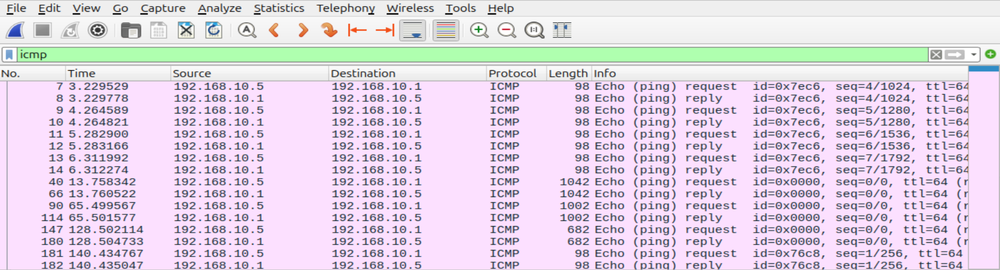 File Edit View Go Capture Analyze Statistics Telephony Wireless Tools Help
icmp
No. Time Source Destination Protocol Length Info
7 3.229529 192.168.10.5 192.168.10.1 ICMP 98 Echo (ping) request id=0x7ec6, seq=4/1024, ttl=64
8 3.229778 192.168.10.1 192.168.10.5 ICMP 98 Echo (ping) reply id=0x7ec6, seq=4/1024, ttl=64
9 4.264589 192.168.10.5 192.168.10.1 ICMP 98 Echo (ping) request id=0x7ec6, seq=5/1280, ttl=64
10 4.264821 192.168.10.1 192.168.10.5 ICMP 98 Echo (ping) reply id=0x7ec6, seq=5/1280, ttl=64
11 5.282900 192.168.10.5 192.168.10.1 ICMP 98 Echo (ping) request id=0x7ec6, seq=6/1536, ttl=64
12 5.283166 192.168.10.1 192.168.10.5 ICMP 98 Echo (ping) reply id=0x7ec6, seq=6/1536, ttl=64
13 6.311992 192.168.10.5 192.168.10.1 ICMP 98 Echo (ping) request id=0x7ec6, seq=7/1792, ttl=64
14 6.312274 192.168.10.1 192.168.10.5 ICMP 98 Echo (ping) reply id=0x7ec6, seq=7/1792, ttl=64
40 13.758342 192.168.10.5 192.168.10.1 ICMP 1042 Echo (ping) request id=0x0000, seq=0/0, ttl=64 (r
66 13.760522 192.168.10.1 192.168.10.5 ICMP 1042 Echo (ping) reply id=0x0000, seq=0/0, ttl=64 (r
90 65.499567 192.168.10.5 192.168.10.1 ICMP 1002 Echo (ping) request id=0x0000, seq=0/0, ttl=64 (r
114 65.501577 192.168.10.1 192.168.10.5 ICMP 1002 Echo (ping) reply id=0x0000, seq=0/0, ttl=64 (r
147 128.502114 192.168.10.5 192.168.10.1 ICMP 682 Echo (ping) request id=0x0000, seq=0/0, ttl=64 (r
180 128.504733 192.168.10.1 192.168.10.5 ICMP 682 Echo (ping) reply id=0x0000, seq=0/0, ttl=64 (r
181 140.434767 192.168.10.5 192.168.10.1 ICMP 98 Echo (ping) request id=0x76c8, seq=1/256, ttl=64
182 140.435047 192.168.10.1 192.168.10.5 ICMP 98 Echo (ping) reply id=0x76c8, seq=1/256, ttl=64